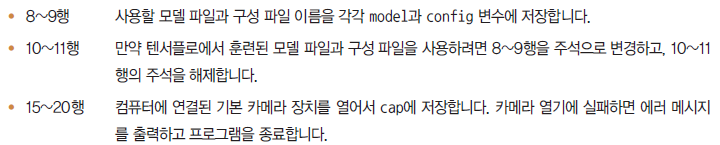 • 8~9행 사용할 모델 파일과 구성 파일 이름을 각각 model과 config 변수에 저장합니다.
• 10~11행 만약 텐서플로에서 훈련된 모델 파일과 구성 파일을 사용하려면 8~9행을 주석으로 변경하고, 10~11
행의 주석을 해제합니다.
• 15~20행 컴퓨터에 연결된 기본 카메라 장치를 열어서 cap에 저장합니다. 카메라 열기에 실패하면 에러 메시지
를 출력하고 프로그램을 종료합니다.